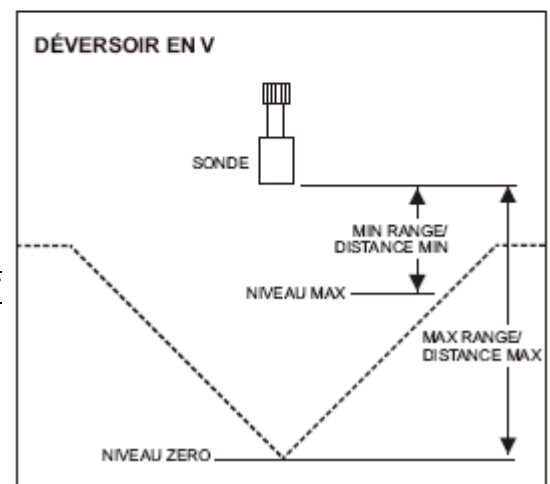 DÉVERSOIR EN V
SONDE
MIN RANGE/
DISTANCE MIN
NIVEAU MAX
MAX RANGE/
DISTANCE MAX
NIVEAU ZERO